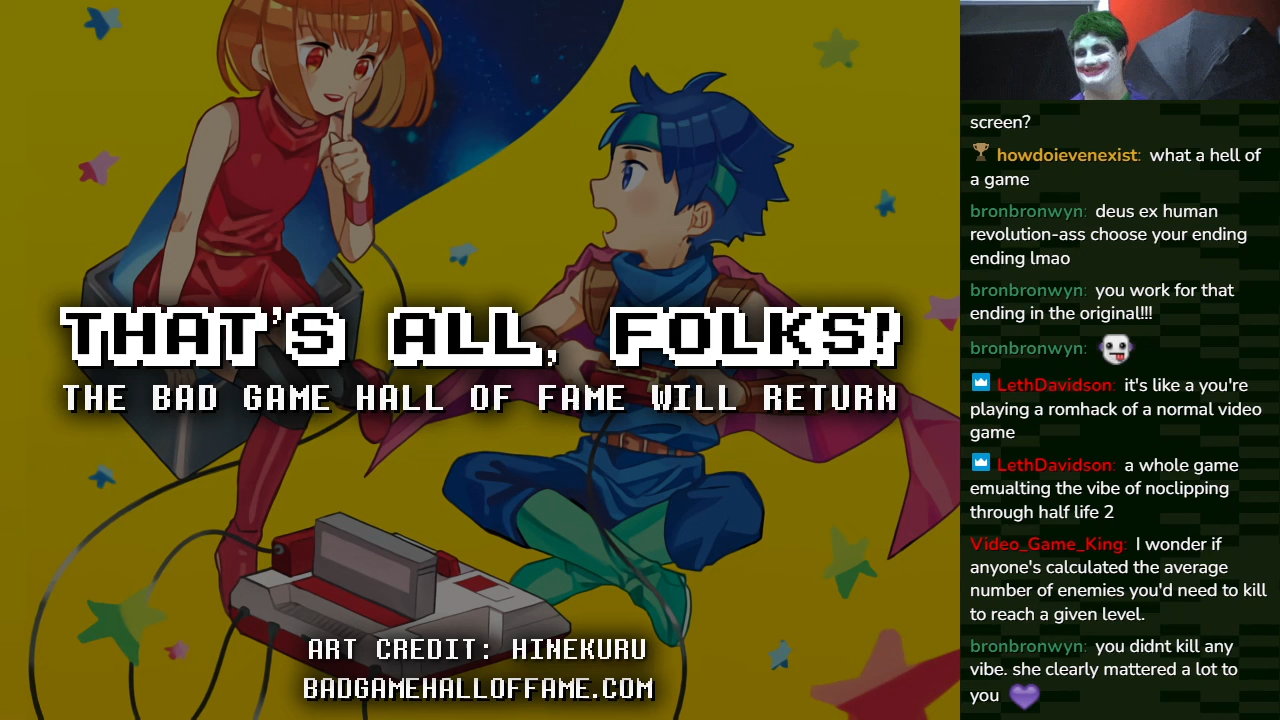 THAT'S ALL, FOLKS!
THE BAD GAME HALL OF FAME WILL RETURN
ART CREDIT: HINEKURU
BADGAMEHALLOFFAME.COM
screen?
howdoievenexist: what a hell of
a game
bronbronwyn: deus ex human
revolution-ass choose your ending
ending lmao
bronbronwyn: you work for that
ending in the original!!!
bronbronwyn:
LethDavidson: it's like a you're
playing a romhack of a normal video
game
LethDavidson: a whole game
emualting the vibe of noclipping
through half life 2
Video_Game_King: I wonder if
anyone's calculated the average
number of enemies you'd need to kill
to reach a given level.
bronbronwyn: you didnt kill any
vibe. she clearly mattered a lot to
you